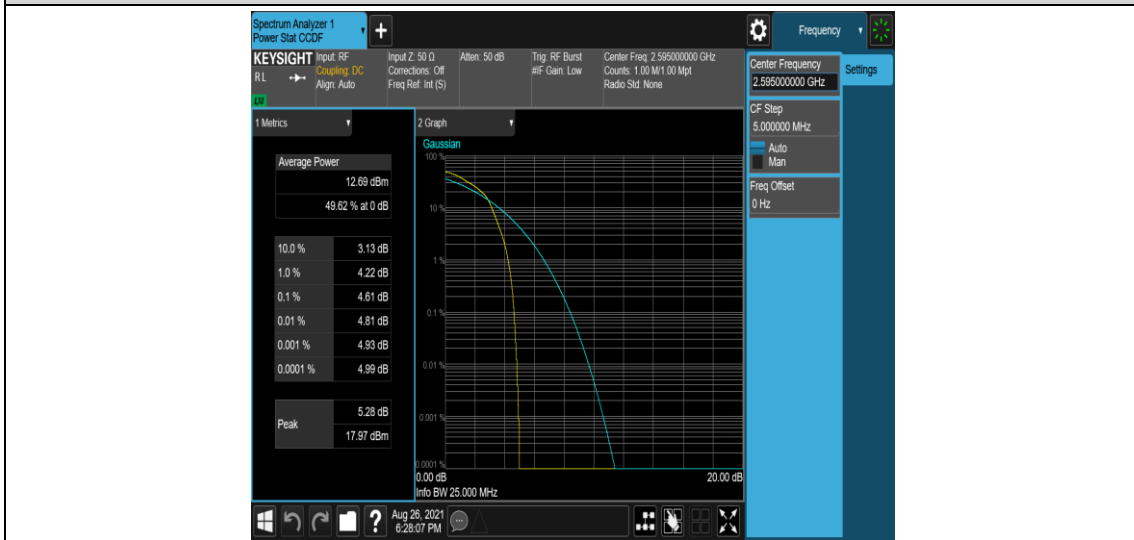 Spectrum Analyzer 1
Power Stat CCDF
+
Frequency
KEYSIGHT
RL
LNI
Input: RF
Coupling: DC
Align: Auto
Input Z: 50 Ω
Corrections: Off
Freq Ref: Int (S)
Atten: 50 dB
Trig: RF Burst
#IF Gain: Low
Center Freq: 2.595000000 GHz
Counts: 1.00 M/1.00 Mpt
Radio Std: None
Center Frequency
2.595000000 GHz
Settings
CF Step
5.000000 MHz
Auto
Man
Freq Offset
0 Hz
1 Metrics
Average Power
12.69 dBm
49.62 % at 0 dB
10.0 % 3.13 dB
1.0 % 4.22 dB
0.1 % 4.61 dB
0.01 % 4.81 dB
0.001 % 4.93 dB
0.0001 % 4.99 dB
Peak
5.28 dB
17.97 dBm
2 Graph
Gaussian
100 %
10 %
1 %
0.1 %
0.01 %
0.001 %
0.0001 %
0.00 dB 20.00 dB
Info BW 25.000 MHz
?
Aug 26, 2021
6:28:07 PM